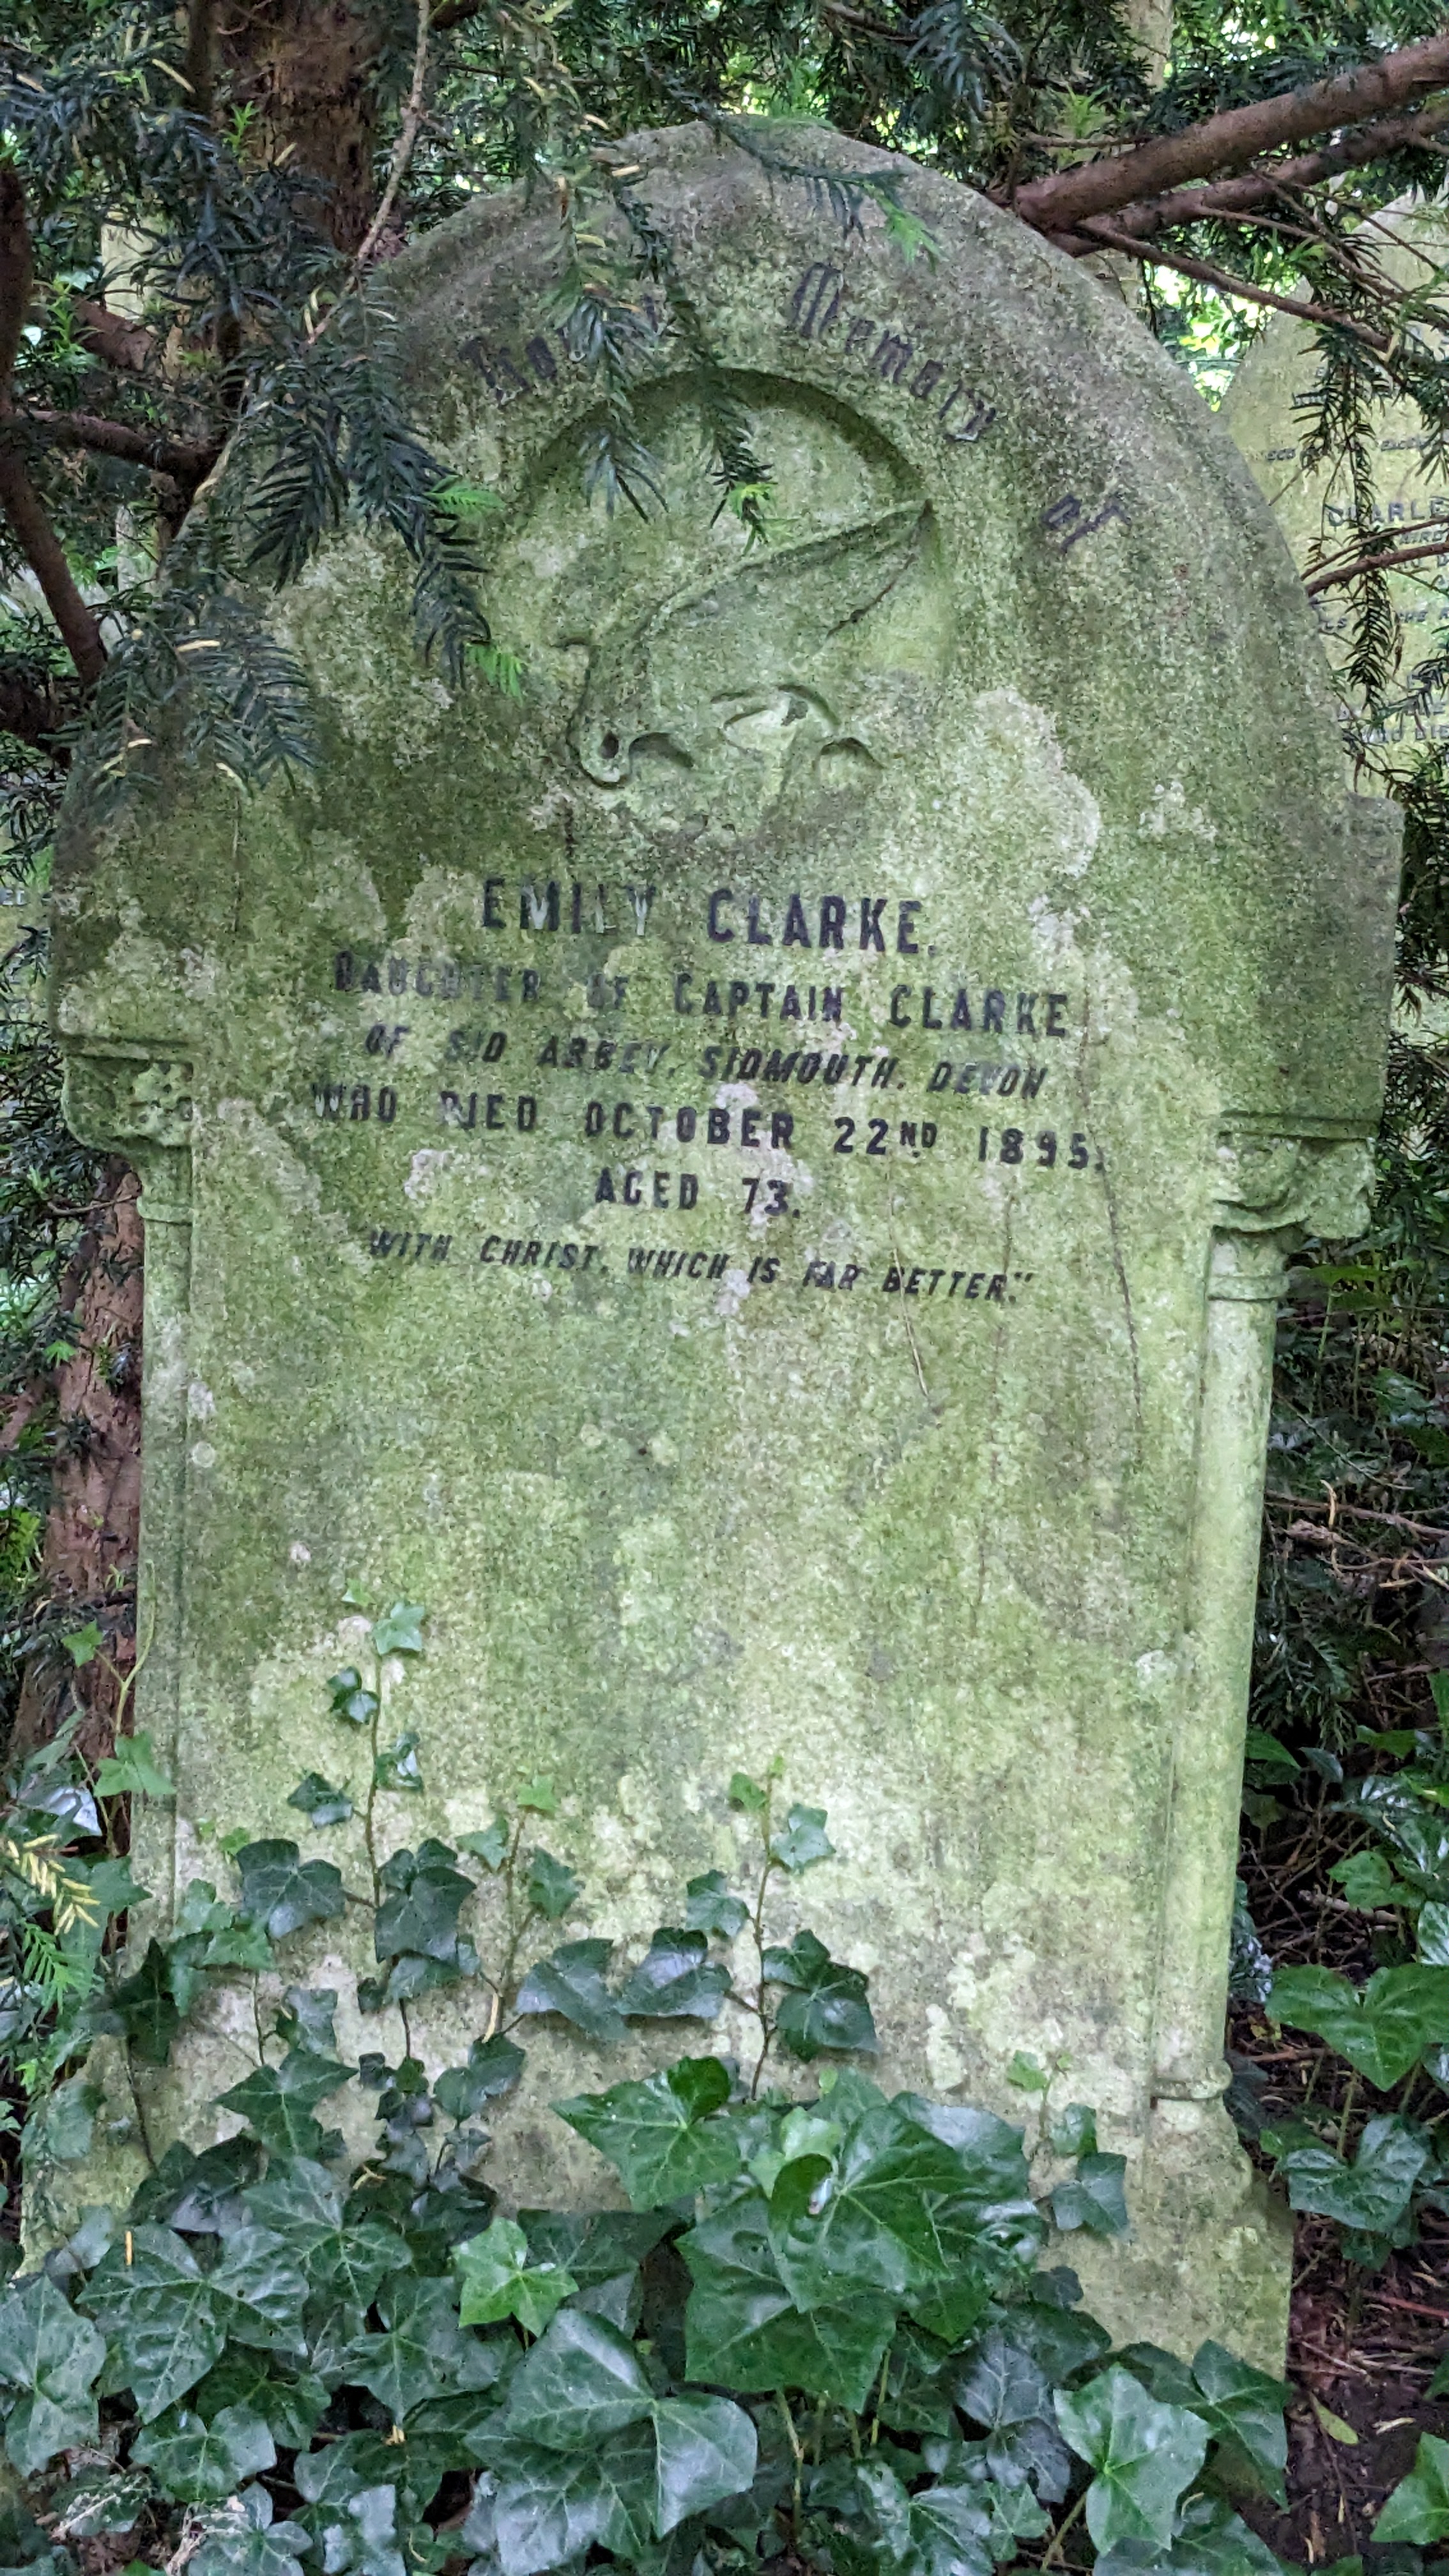 Memory of
EMILY CLARKE.
DAUGHTER OF CAPTAIN CLARKE
OF SID ABBEY, SIDMOUTH, DEVON
WHO DIED OCTOBER 22ND 1895,
AGED 73.
WITH CHRIST, WHICH IS FAR BETTER."